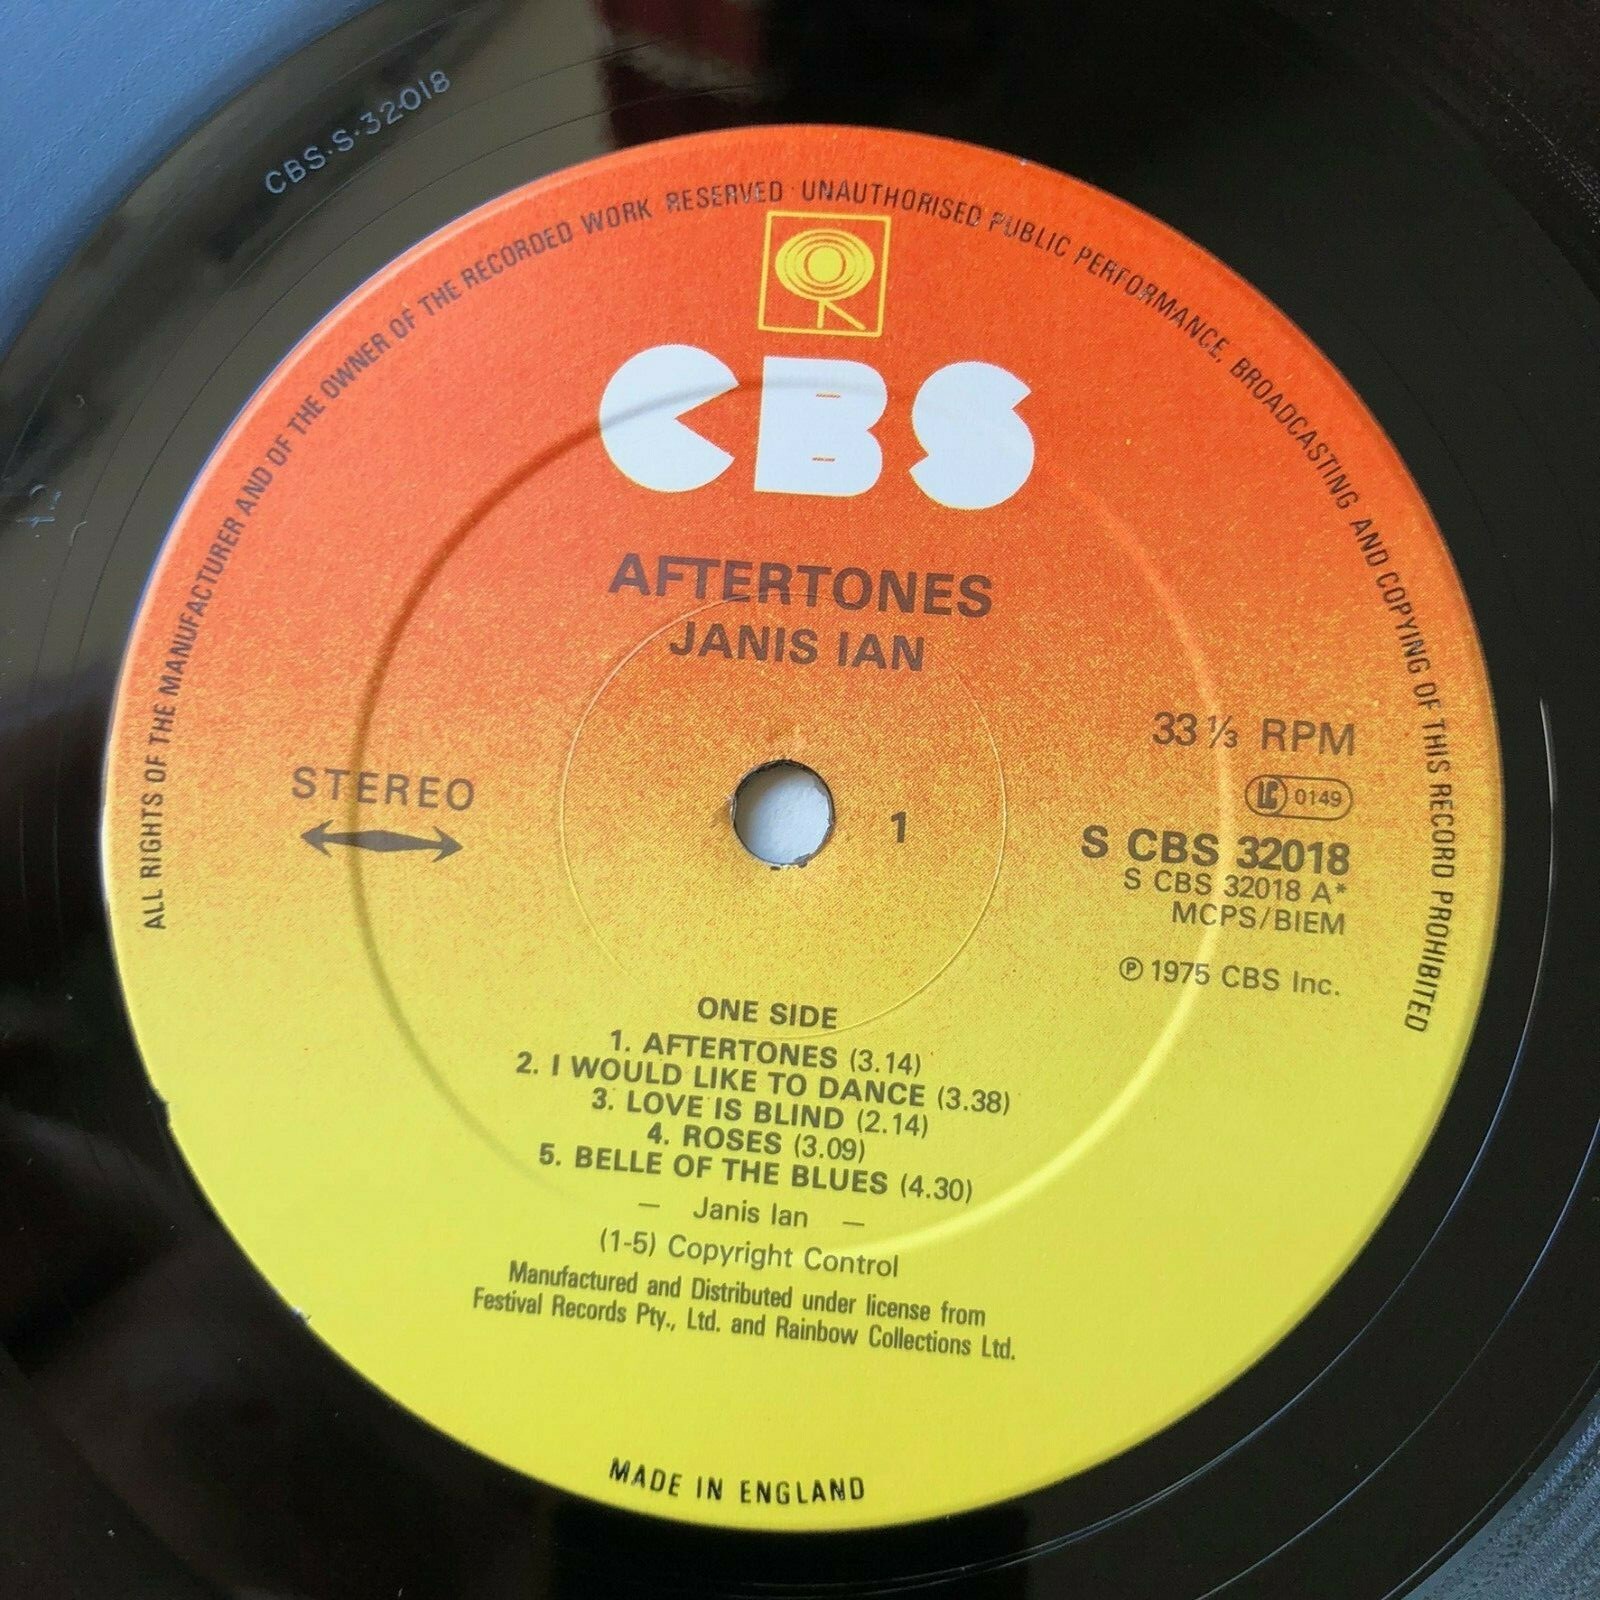 CBS.S.32018
ALL RIGHTS OF THE MANUFACTURER AND OF THE OWNER OF THE RECORDED WORK RESERVED · UNAUTHORISED PUBLIC PERFORMANCE, BROADCASTING AND COPYING OF THIS RECORD PROHIBITED
CBS
AFTERTONES
JANIS IAN
33 ⅓ RPM
STEREO
LC 0149
1
S CBS 32018
S CBS 32018 A*
MCPS/BIEM
℗ 1975 CBS Inc.
ONE SIDE
1. AFTERTONES (3.14)
2. I WOULD LIKE TO DANCE (3.38)
3. LOVE IS BLIND (2.14)
4. ROSES (3.09)
5. BELLE OF THE BLUES (4.30)
— Janis Ian —
(1-5) Copyright Control
Manufactured and Distributed under license from
Festival Records Pty., Ltd. and Rainbow Collections Ltd.
MADE IN ENGLAND